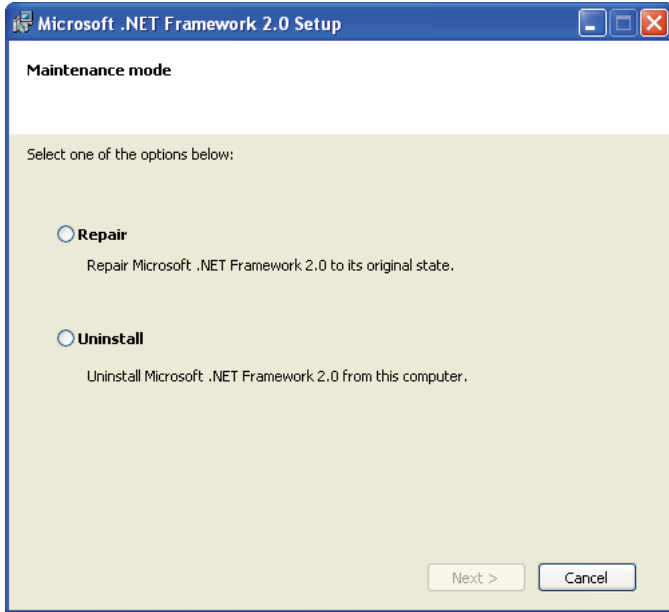 Microsoft .NET Framework 2.0 Setup
Maintenance mode
Select one of the options below:
Repair
Repair Microsoft .NET Framework 2.0 to its original state.
Uninstall
Uninstall Microsoft .NET Framework 2.0 from this computer.
Next > Cancel